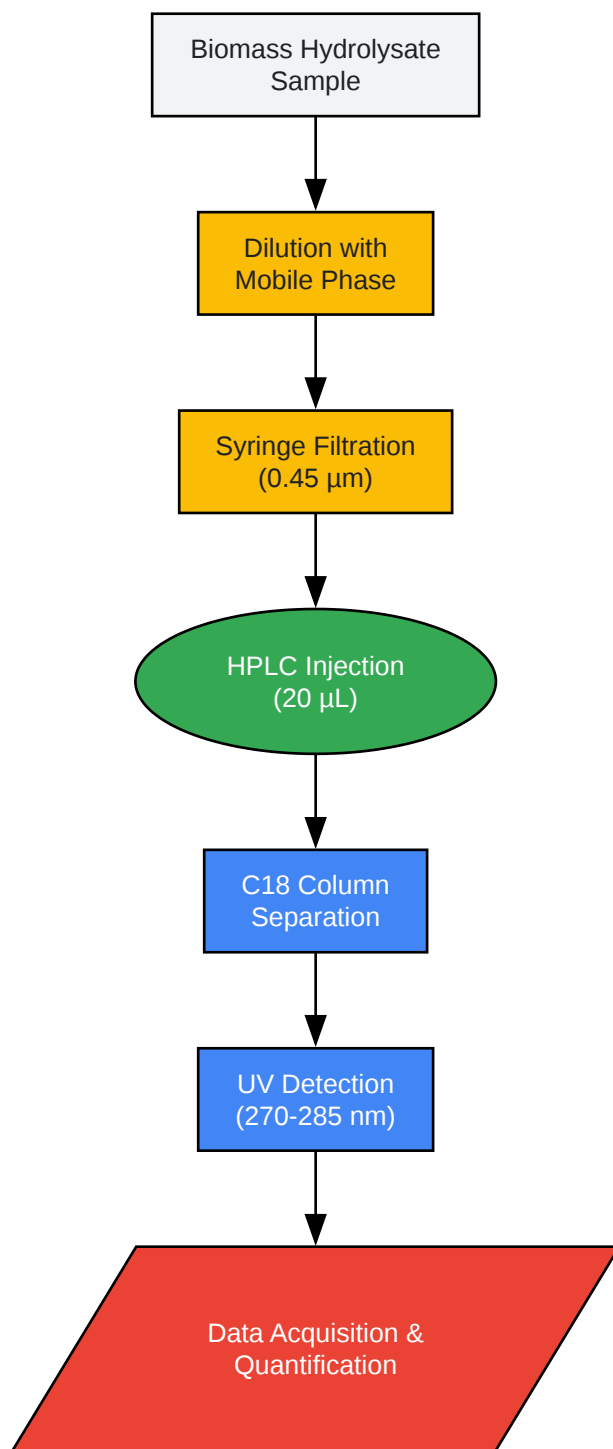 Biomass Hydrolysate
Sample
Dilution with
Mobile Phase
Syringe Filtration
(0.45 µm)
HPLC Injection
(20 µL)
C18 Column
Separation
UV Detection
(270-285 nm)
Data Acquisition &
Quantification